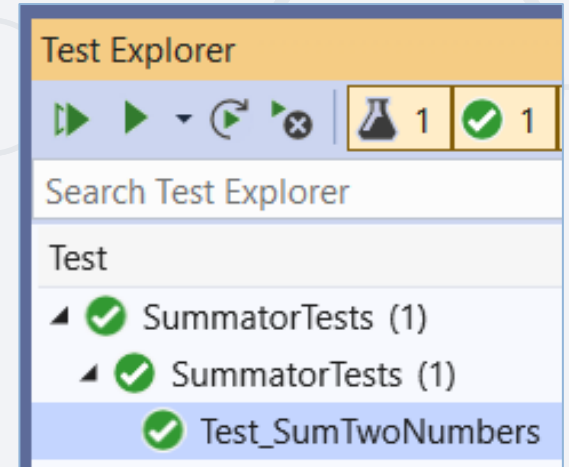 Test Explorer
1 1
Search Test Explorer
Test
SummatorTests (1)
SummatorTests (1)
Test_SumTwoNumbers